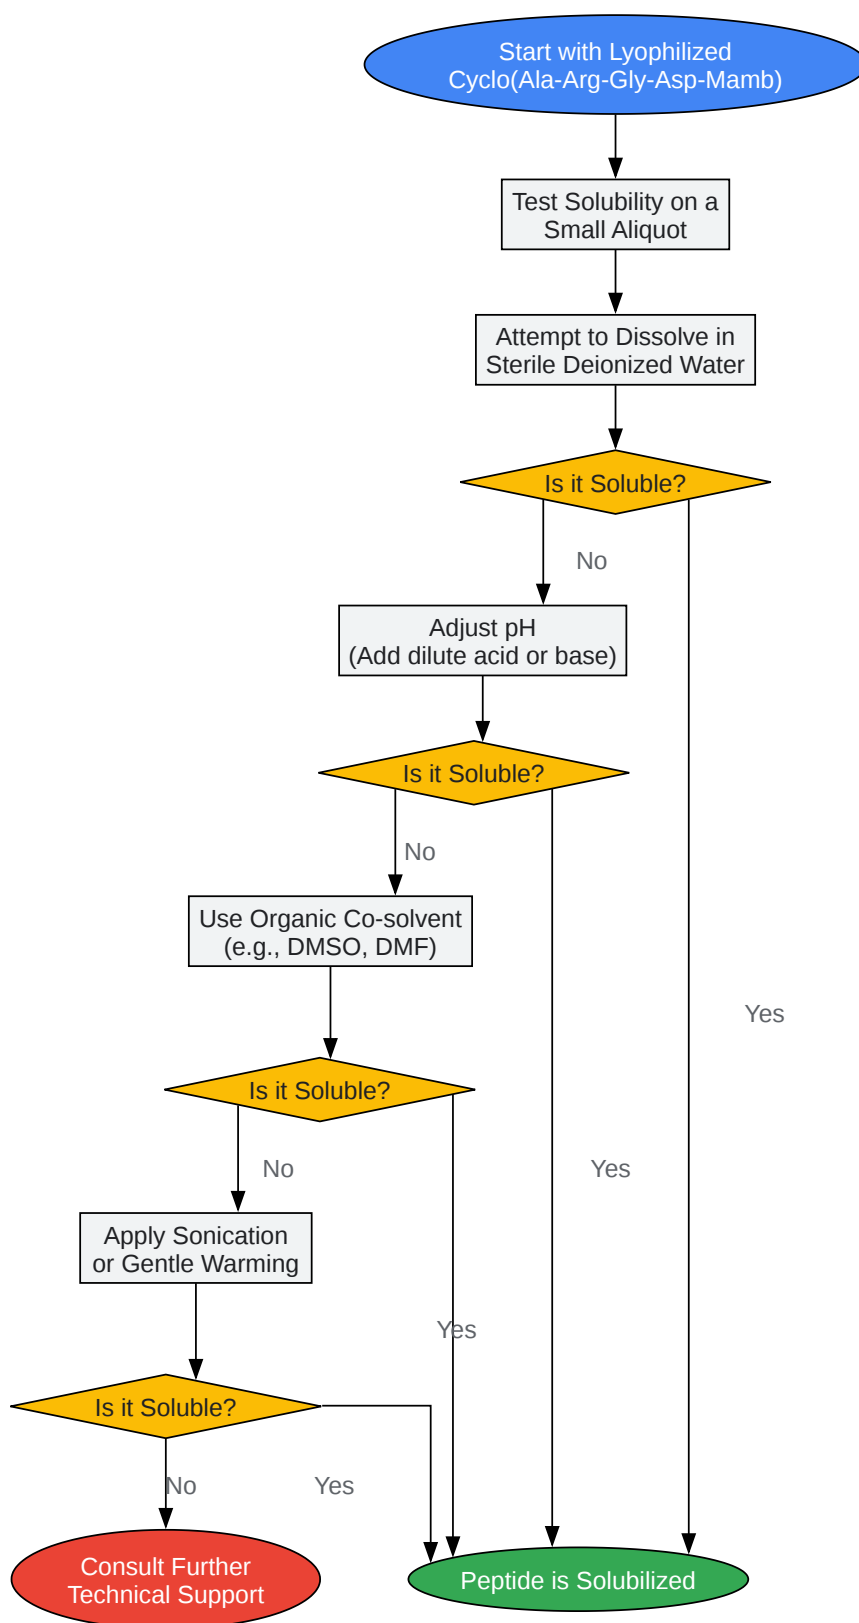 Start with Lyophilized
Cyclo(Ala-Arg-Gly-Asp-Mamb)
Test Solubility on a
Small Aliquot
Attempt to Dissolve in
Sterile Deionized Water
Is it Soluble?
No
Adjust pH
(Add dilute acid or base)
Is it Soluble?
No
Use Organic Co-solvent
(e.g., DMSO, DMF)
Yes
Is it Soluble?
No
Yes
Apply Sonication
or Gentle Warming
Yes
Is it Soluble?
No
Yes
Consult Further
Technical Support
Peptide is Solubilized